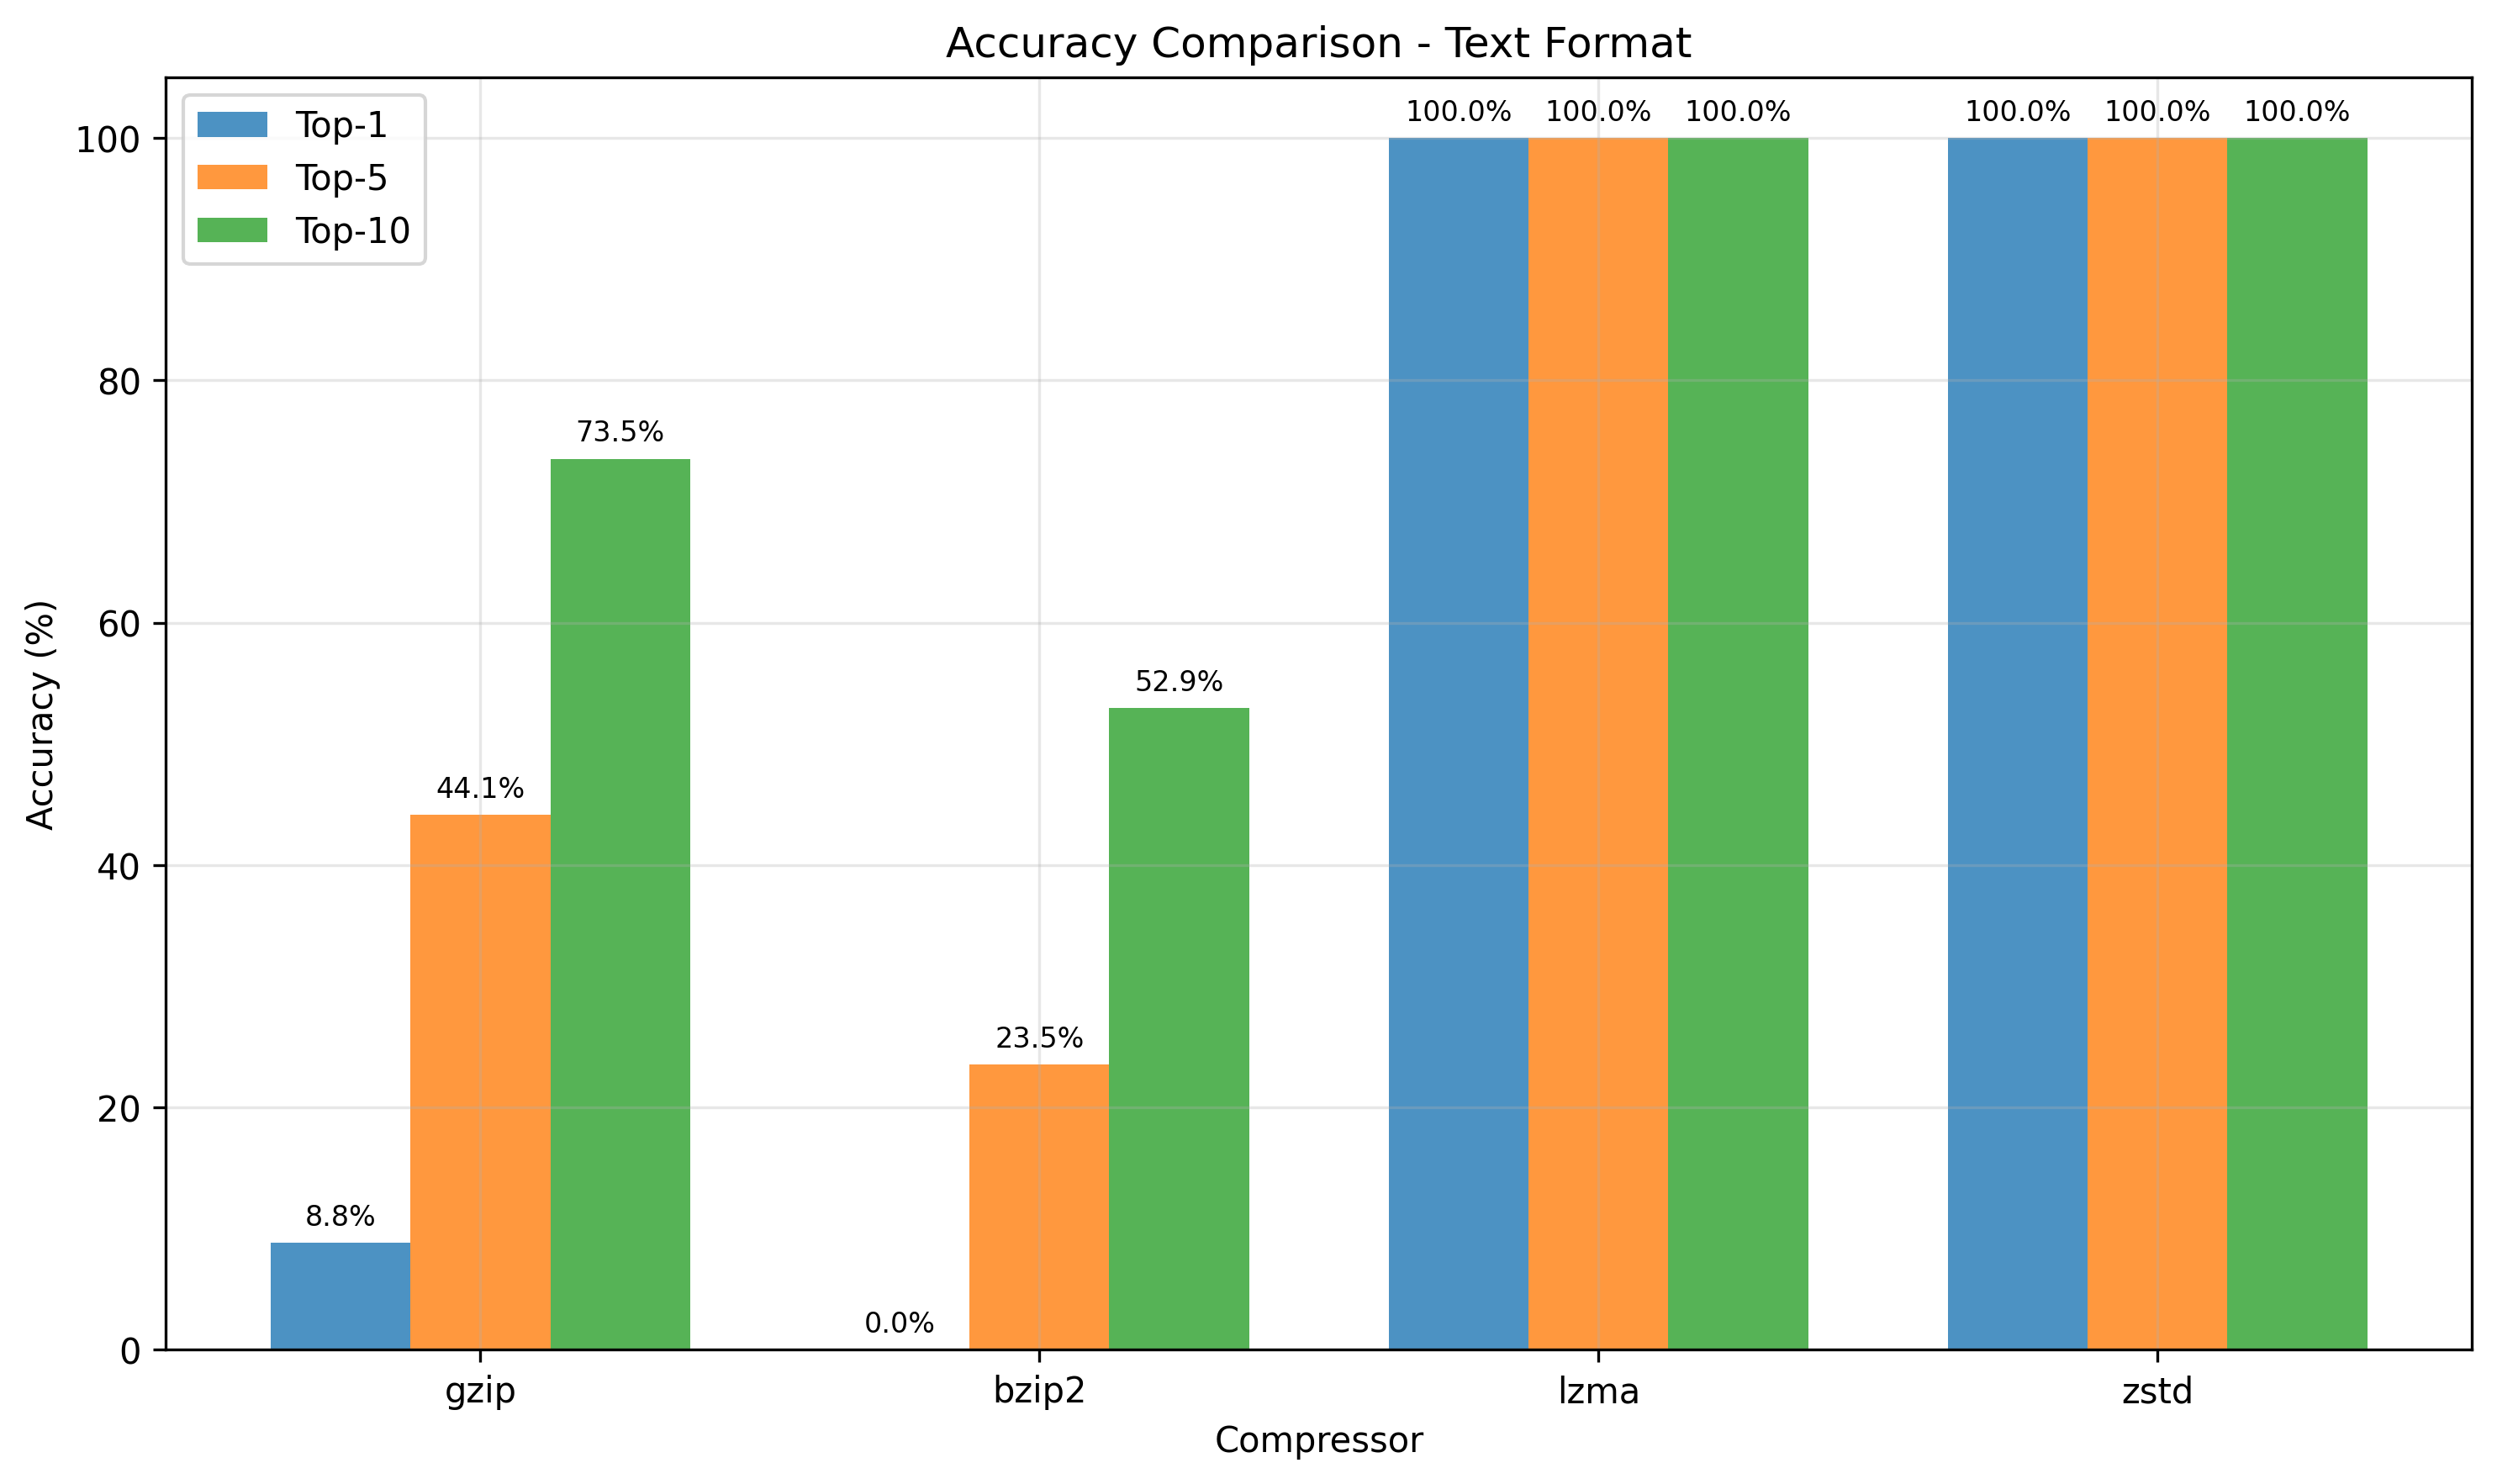 Accuracy Comparison - Text Format
Top-1
Top-5
Top-10
Accuracy (%)
100
80
60
40
20
0
8.8%
44.1%
73.5%
0.0%
23.5%
52.9%
100.0%
100.0%
100.0%
100.0%
100.0%
100.0%
gzip
bzip2
lzma
zstd
Compressor